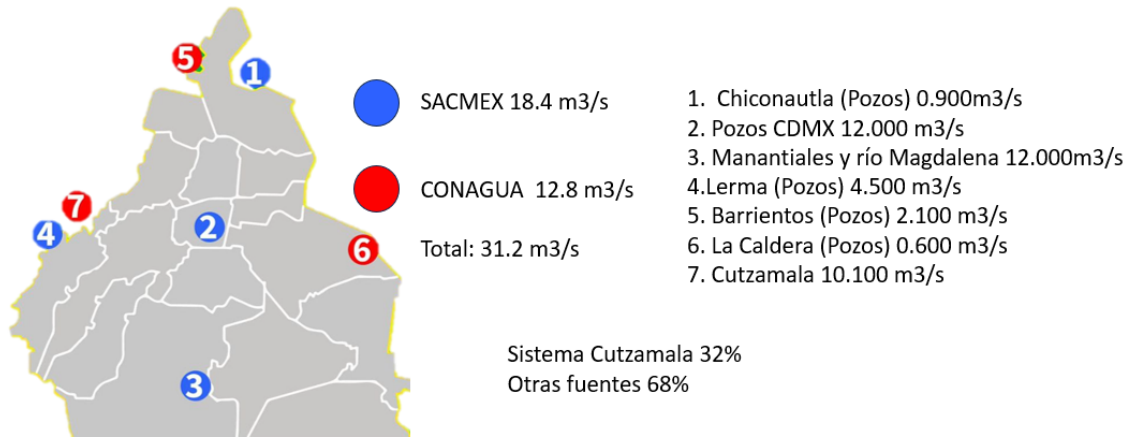 5
1
7
4
2
6
3
SACMEX 18.4 m3/s
CONAGUA 12.8 m3/s
Total: 31.2 m3/s
1. Chiconautla (Pozos) 0.900m3/s
2. Pozos CDMX 12.000 m3/s
3. Manantiales y río Magdalena 12.000m3/s
4.Lerma (Pozos) 4.500 m3/s
5. Barrientos (Pozos) 2.100 m3/s
6. La Caldera (Pozos) 0.600 m3/s
7. Cutzamala 10.100 m3/s
Sistema Cutzamala 32%
Otras fuentes 68%